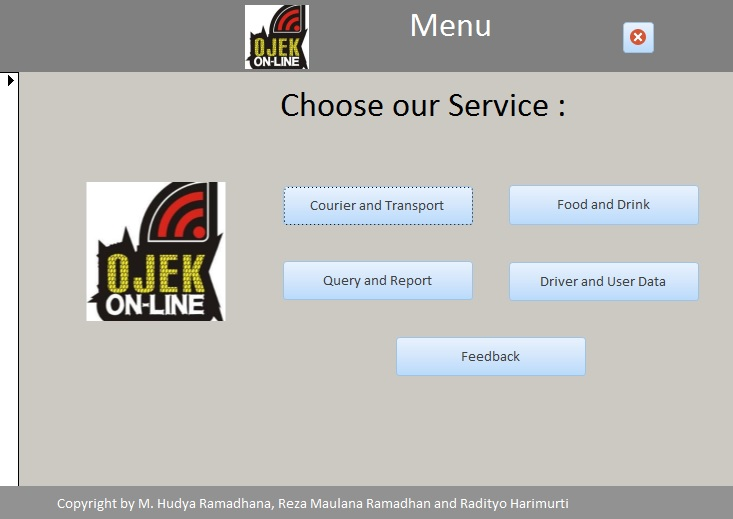 OJEK
ON-LINE
Menu
Choose our Service :
OJEK
ON-LINE
Courier and Transport
Food and Drink
Query and Report
Driver and User Data
Feedback
Copyright by M. Hudya Ramadhana, Reza Maulana Ramadhan and Radityo Harimurti